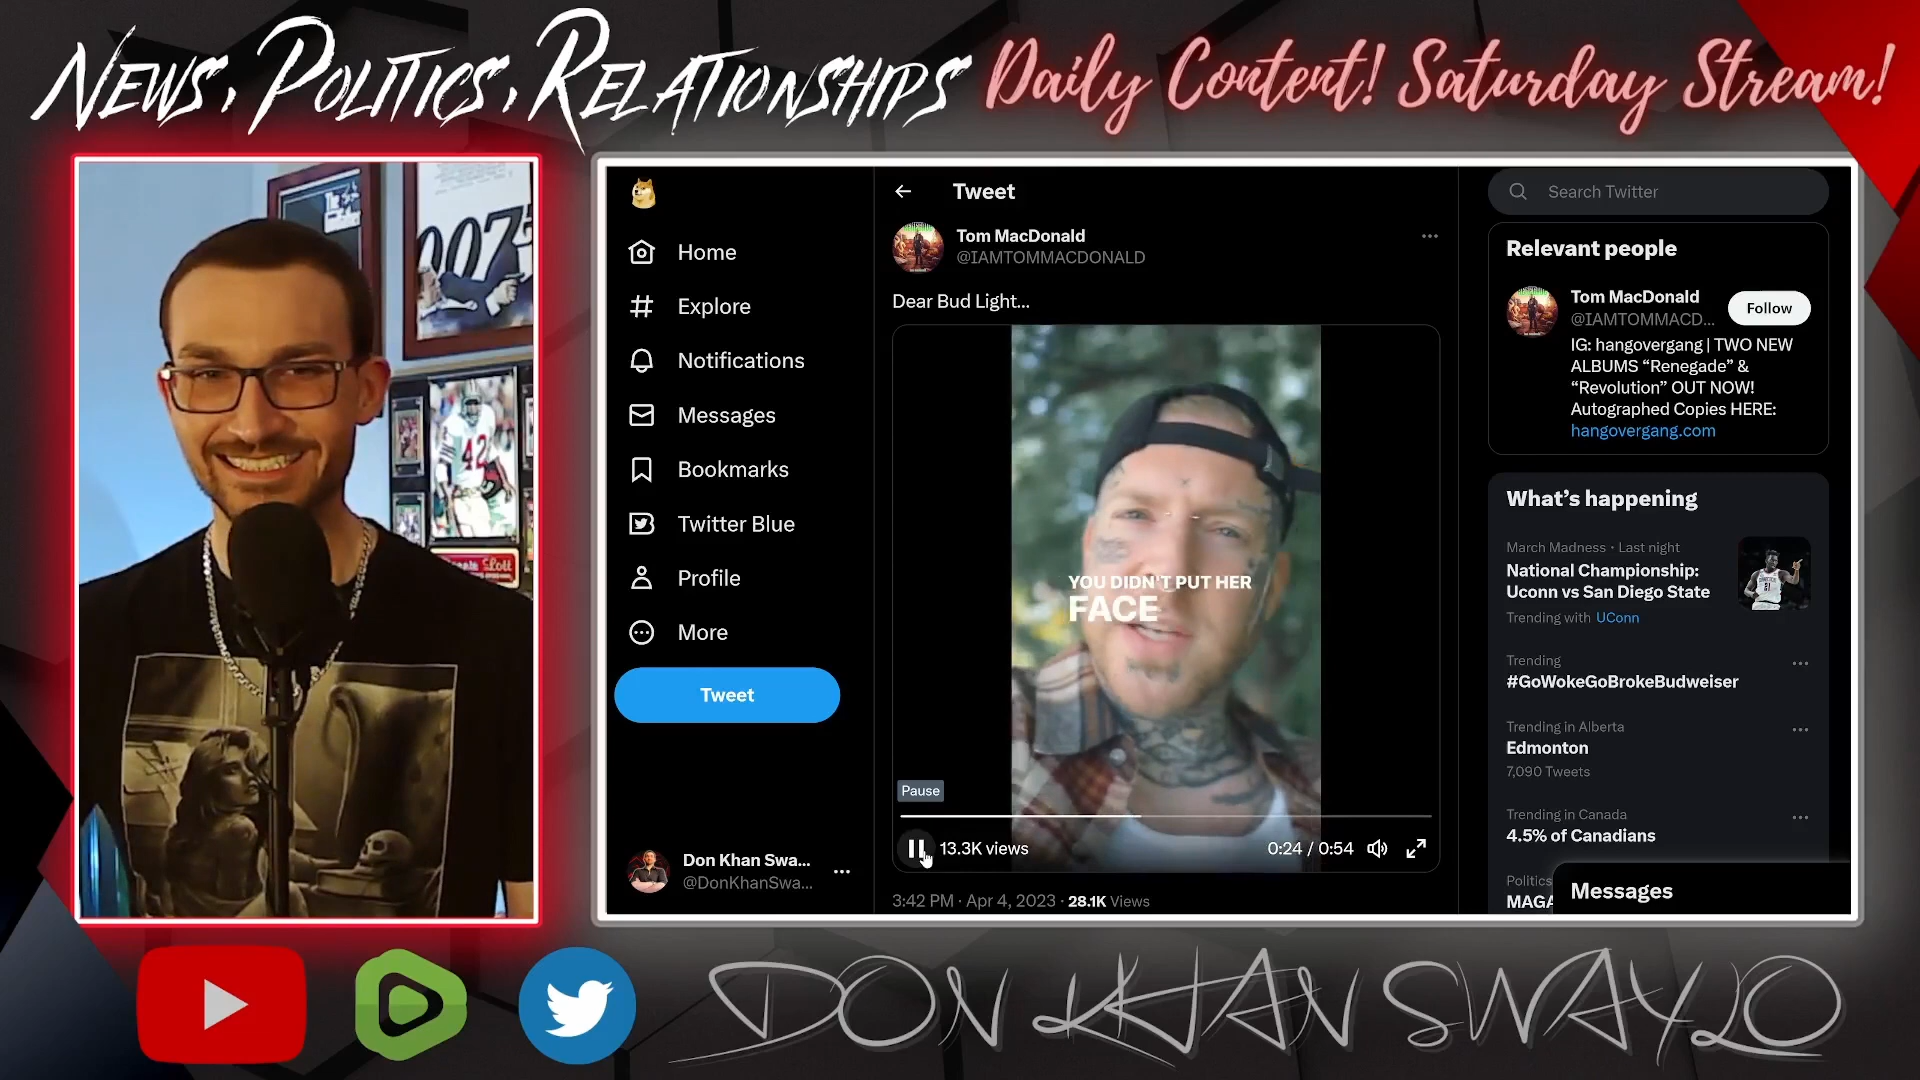 NEWS, POLITICS, RELATIONSHIPS
Daily Content! Saturday Stream!
007
42
Home
Explore
Notifications
Messages
Bookmarks
Twitter Blue
Profile
More
Tweet
Don Khan Swa...
@DonKhanSwa...
Tweet
Tom MacDonald
@IAMTOMMACDONALD
Dear Bud Light...
YOU DIDN'T PUT HER
FACE
Pause
13.3K views
0:24 / 0:54
3:42 PM · Apr 4, 2023 · 28.1K Views
Search Twitter
Relevant people
Tom MacDonald
@IAMTOMMACD...
Follow
IG: hangovergang | TWO NEW
ALBUMS “Renegade” &
“Revolution” OUT NOW!
Autographed Copies HERE:
hangovergang.com
What’s happening
March Madness · Last night
National Championship:
Uconn vs San Diego State
Trending with UConn
Trending
#GoWokeGoBrokeBudweiser
Trending in Alberta
Edmonton
7,090 Tweets
Trending in Canada
4.5% of Canadians
Politics
MAGA
Messages
DON KHAN SWAYLO